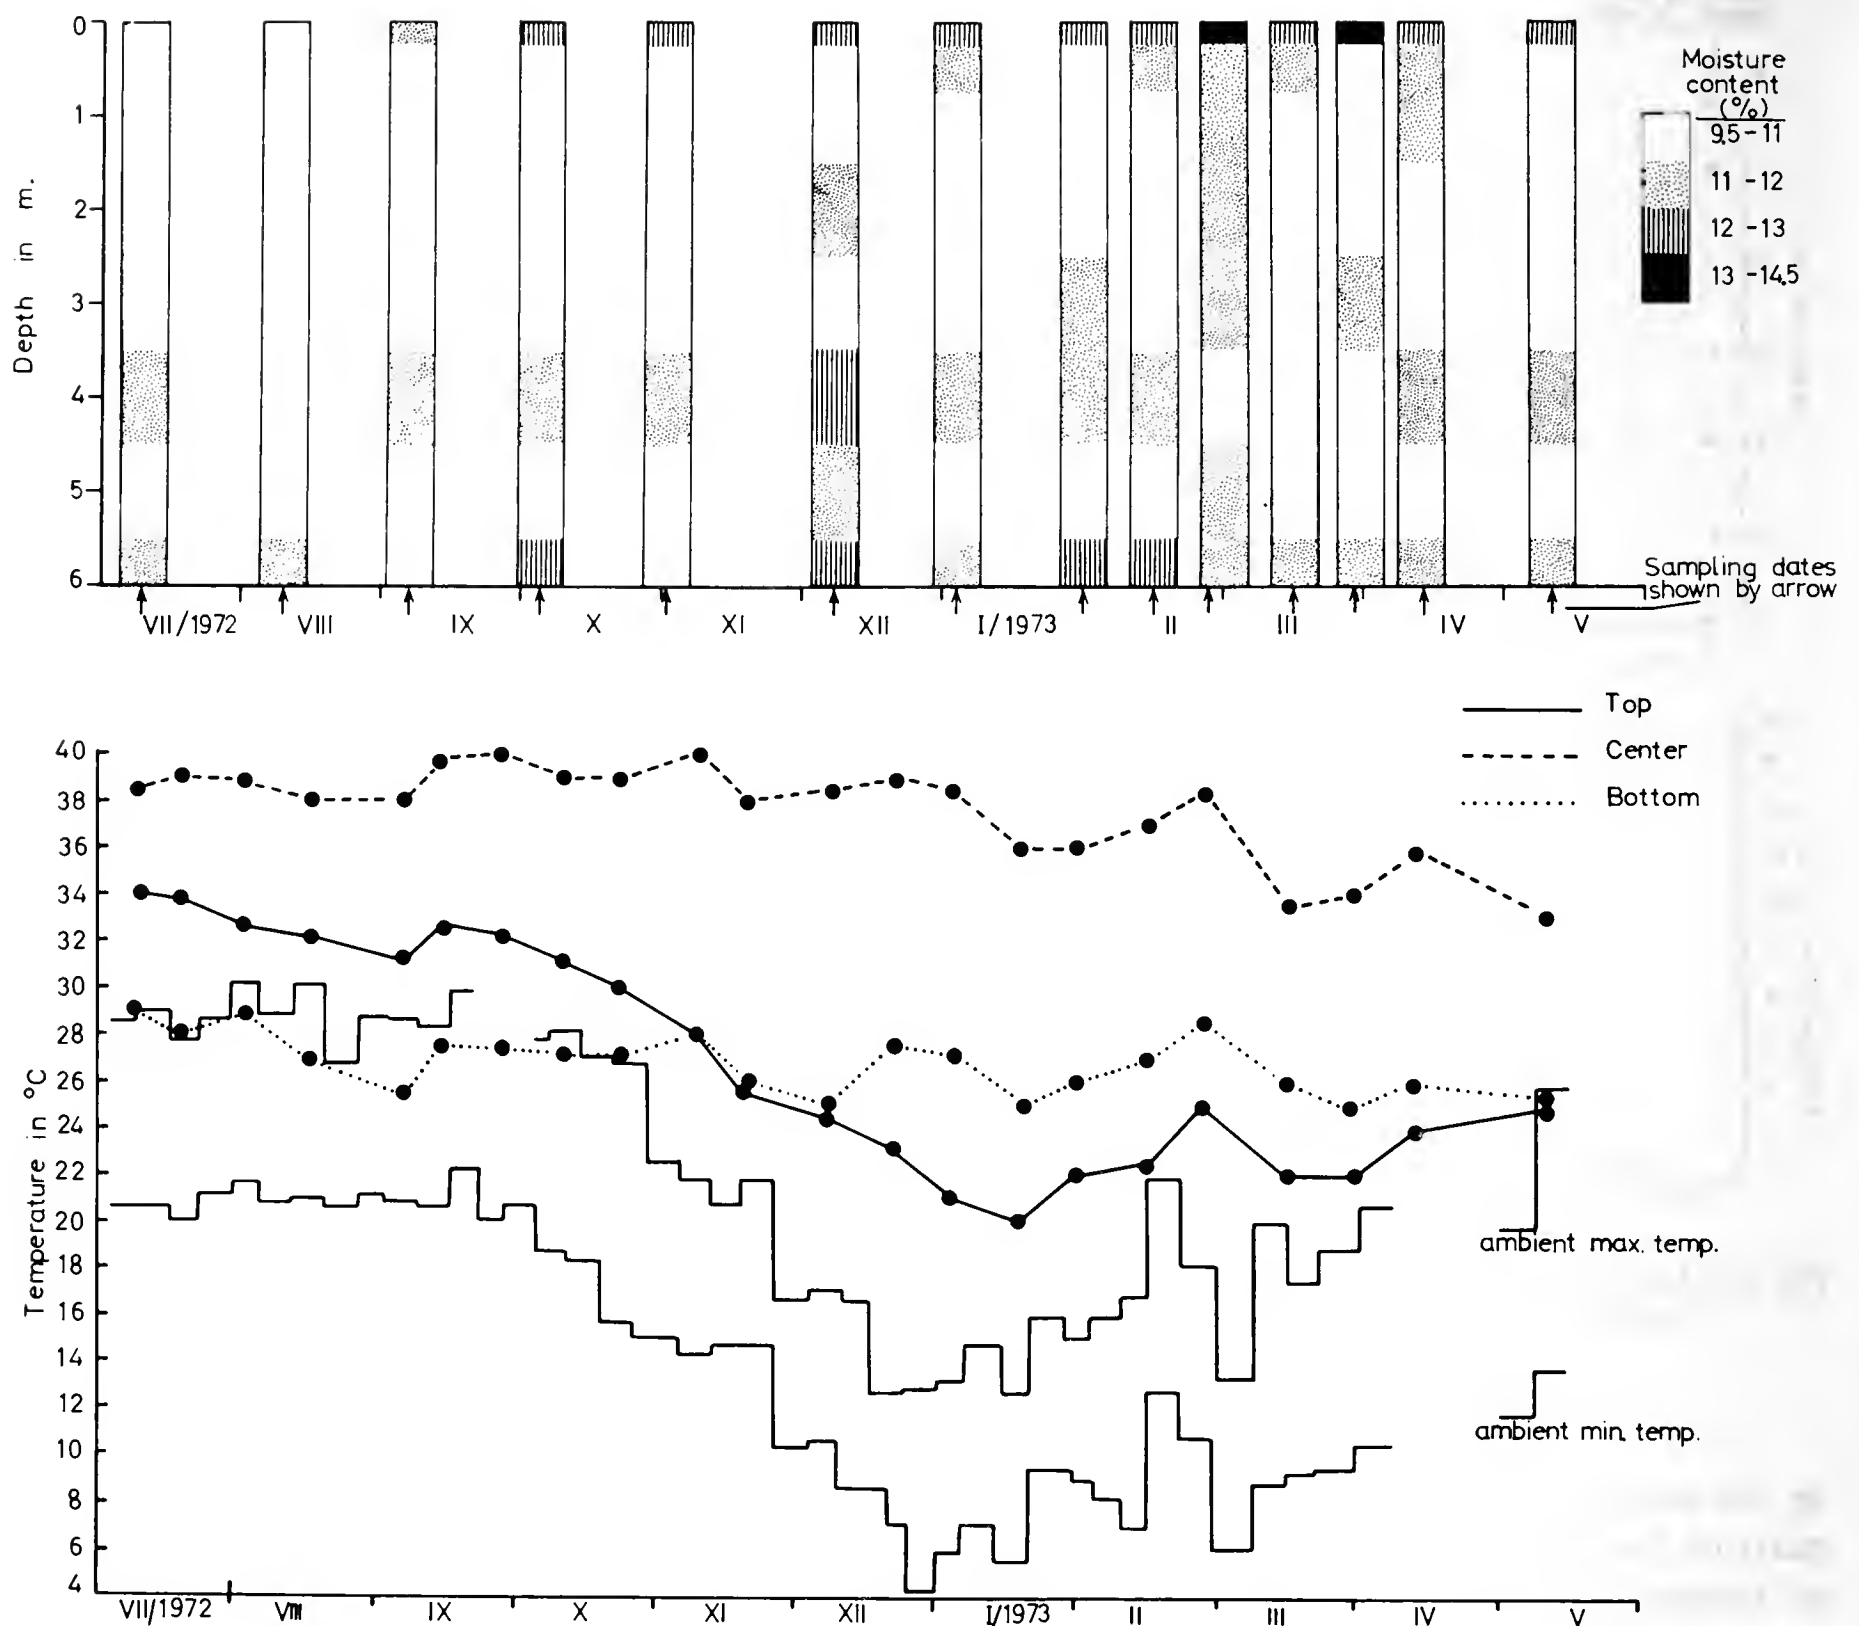 Depth in m.
0
1
2
3
4
5
6
VII/1972
VIII
IX
X
XI
XII
I/1973
II
III
IV
V
Moisture
content
(%)
9.5-11
11-12
12-13
13-14.5
Sampling dates
shown by arrow
Top
Center
Bottom
Temperature in °C
40
38
36
34
32
30
28
26
24
22
20
18
16
14
12
10
8
6
4
ambient max. temp.
ambient min. temp.
VII/1972
VIII
IX
X
XI
XII
I/1973
II
III
IV
V